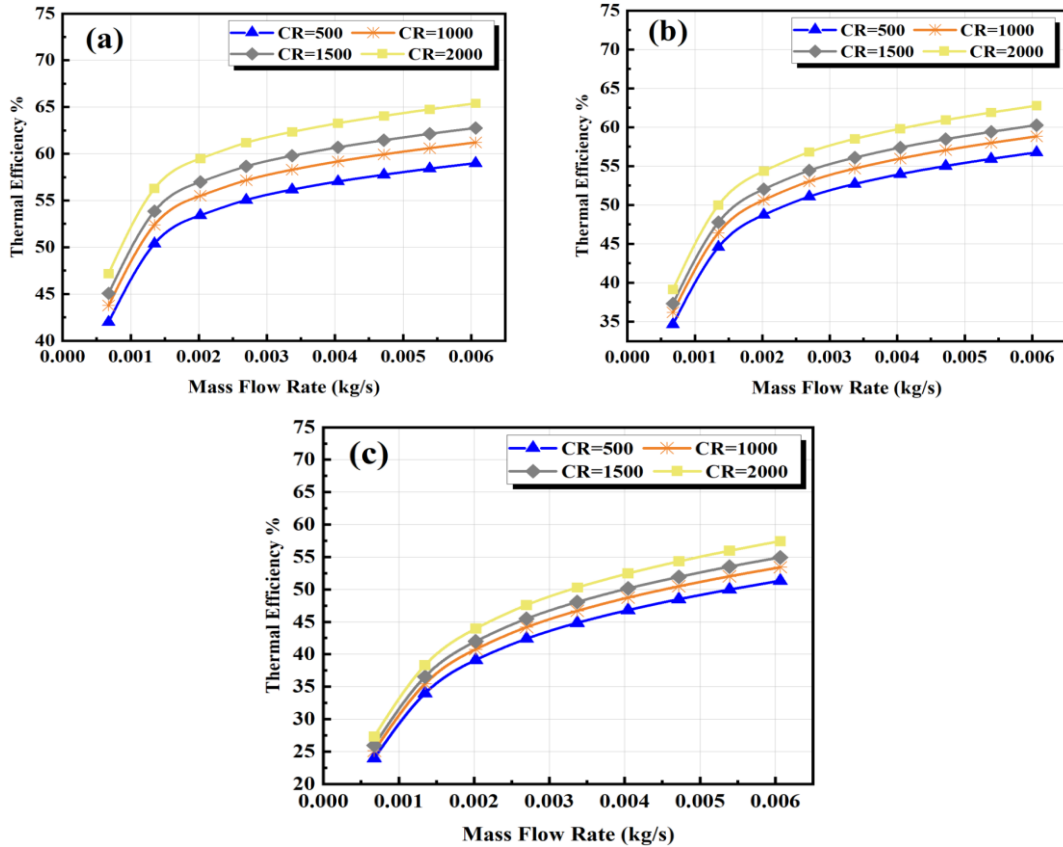 (a)
CR=500 CR=1000
CR=1500 CR=2000
75
70
65
60
55
50
45
40
Thermal Efficiency %
0.000 0.001 0.002 0.003 0.004 0.005 0.006
Mass Flow Rate (kg/s)
(b)
CR=500 CR=1000
CR=1500 CR=2000
75
70
65
60
55
50
45
40
35
Thermal Efficiency %
0.000 0.001 0.002 0.003 0.004 0.005 0.006
Mass Flow Rate (kg/s)
(c)
CR=500 CR=1000
CR=1500 CR=2000
75
70
65
60
55
50
45
40
35
30
25
20
Thermal Efficiency %
0.000 0.001 0.002 0.003 0.004 0.005 0.006
Mass Flow Rate (kg/s)